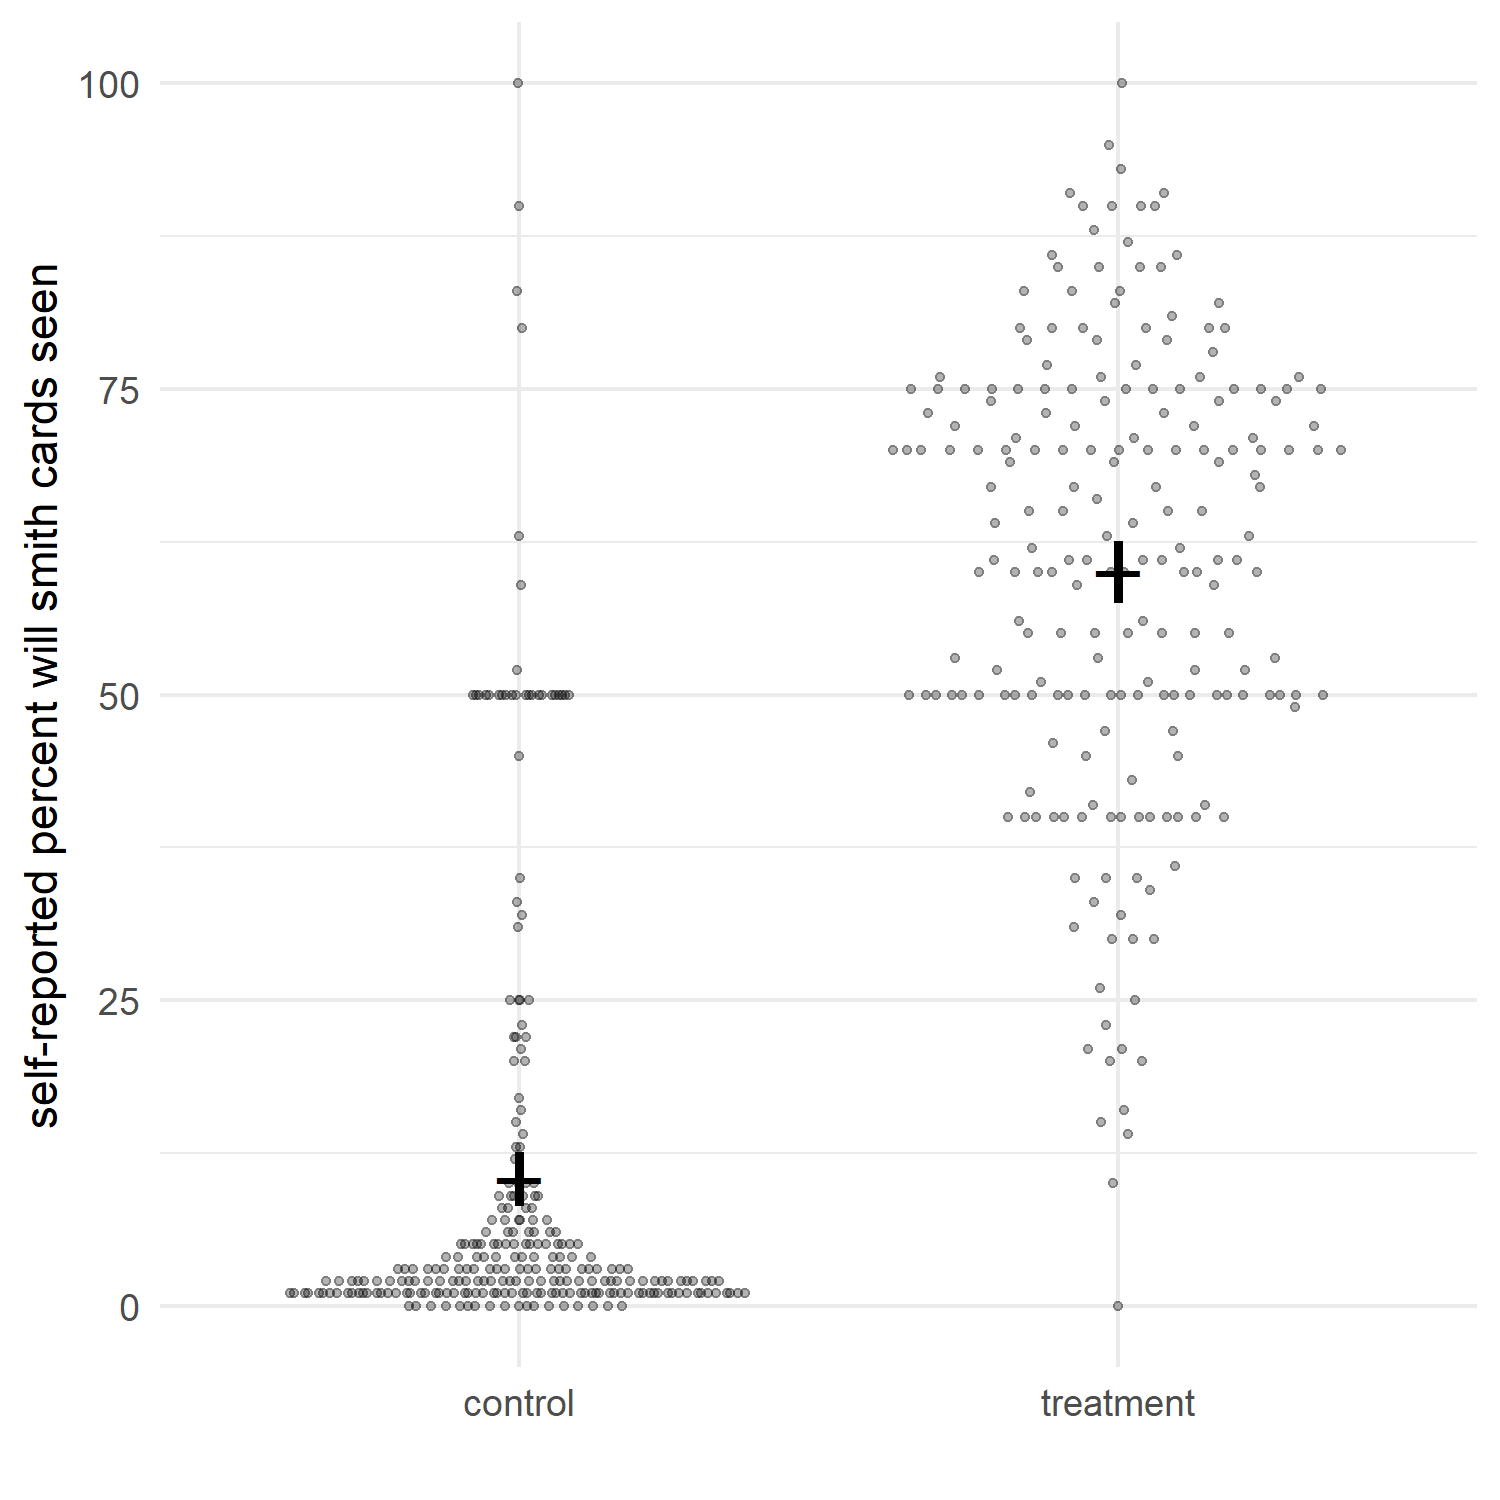 self-reported percent will smith cards seen
100
75
50
25
0
control
treatment